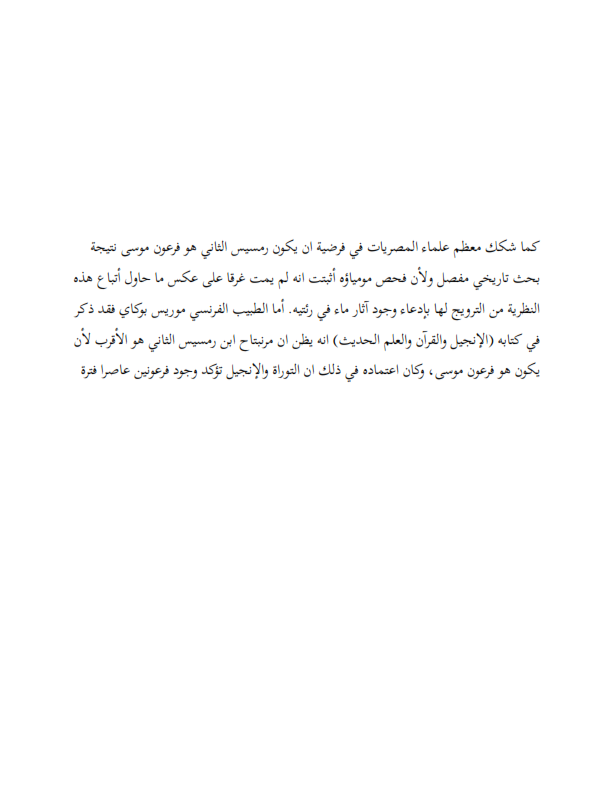 كما شكك معظم علماء المصريات في فرضية ان يكون رمسيس الثاني هو فرعون موسى نتيجة
بحث تاريخي مفصل ولأن فحص مومياؤه أثبتت انه لم يمت غرقا على عكس ما حاول أتباع هذه
النظرية من الترويج لها بإدعاء وجود آثار ماء في رئتيه. أما الطبيب الفرنسي موريس بوكاي فقد ذكر
في كتابه (الإنجيل والقرآن والعلم الحديث) انه يظن ان مرنبتاح ابن رمسيس الثاني هو الأقرب لأن
يكون هو فرعون موسى، وكان اعتماده في ذلك ان التوراة والإنجيل تؤكد وجود فرعونين عاصرا فترة